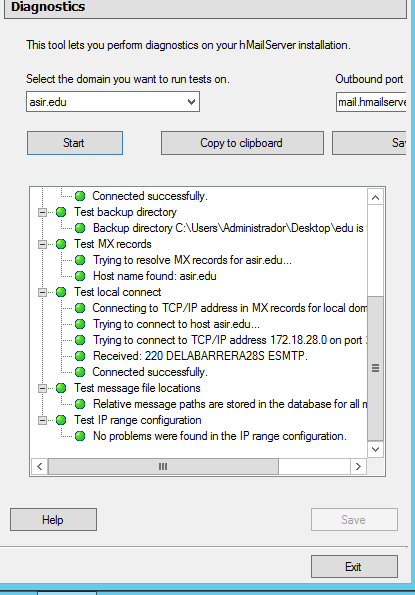 Diagnostics
This tool lets you perform diagnostics on your hMailServer installation.
Select the domain you want to run tests on.
Outbound port
asir.edu
mail.hmailserve
Start
Copy to clipboard
Sa
Connected successfully.
Test backup directory
Backup directory C:\Users\Administrador\Desktop\edu is
Test MX records
Trying to resolve MX records for asir.edu...
Host name found: asir.edu
Test local connect
Connecting to TCP/IP address in MX records for local dom
Trying to connect to host asir.edu...
Trying to connect to TCP/IP address 172.18.28.0 on port
Received: 220 DELABARRERA28S ESMTP.
Connected successfully.
Test message file locations
Relative message paths are stored in the database for all
Test IP range configuration
No problems were found in the IP range configuration.
Help
Save
Exit